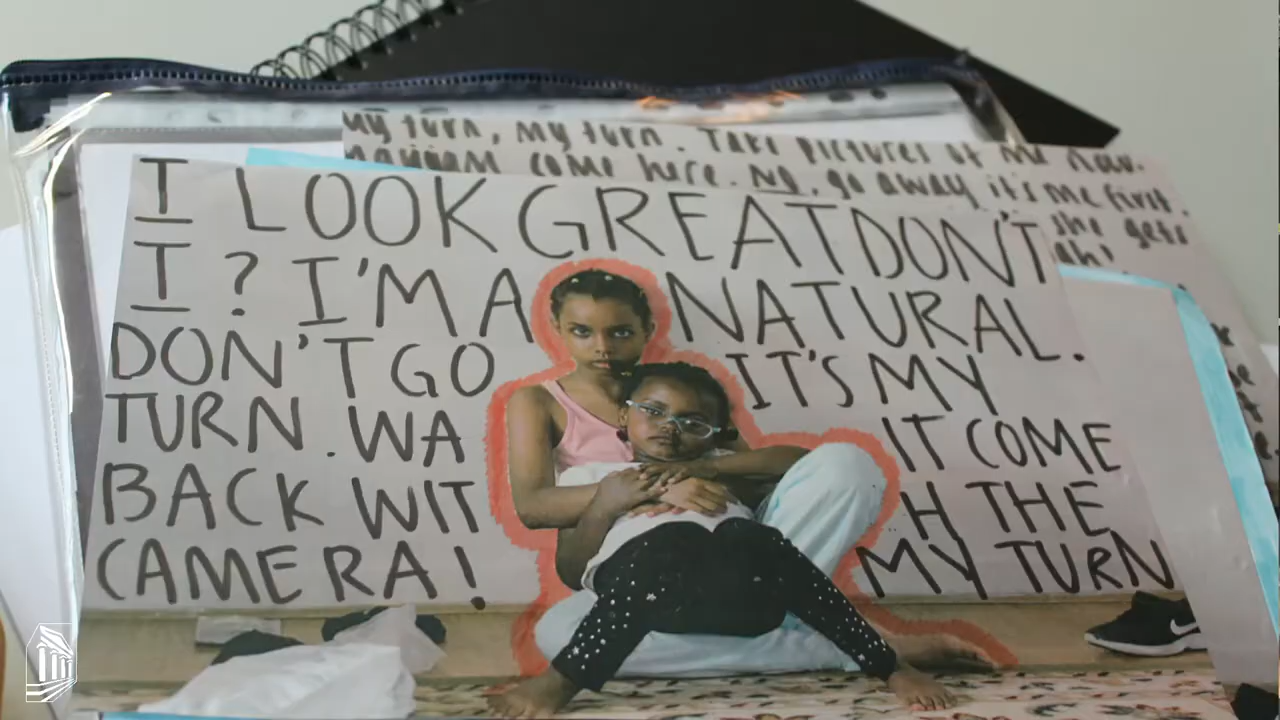 My turn, My turn. Take pictures of me now.
come here. No, go away it's me first.
she gets
ah!
I LOOK GREAT DON'T
I? I'M A NATURAL.
DON'T GO IT'S MY
TURN. WA IT COME
BACK WIT H THE
CAMERA! MY TURN